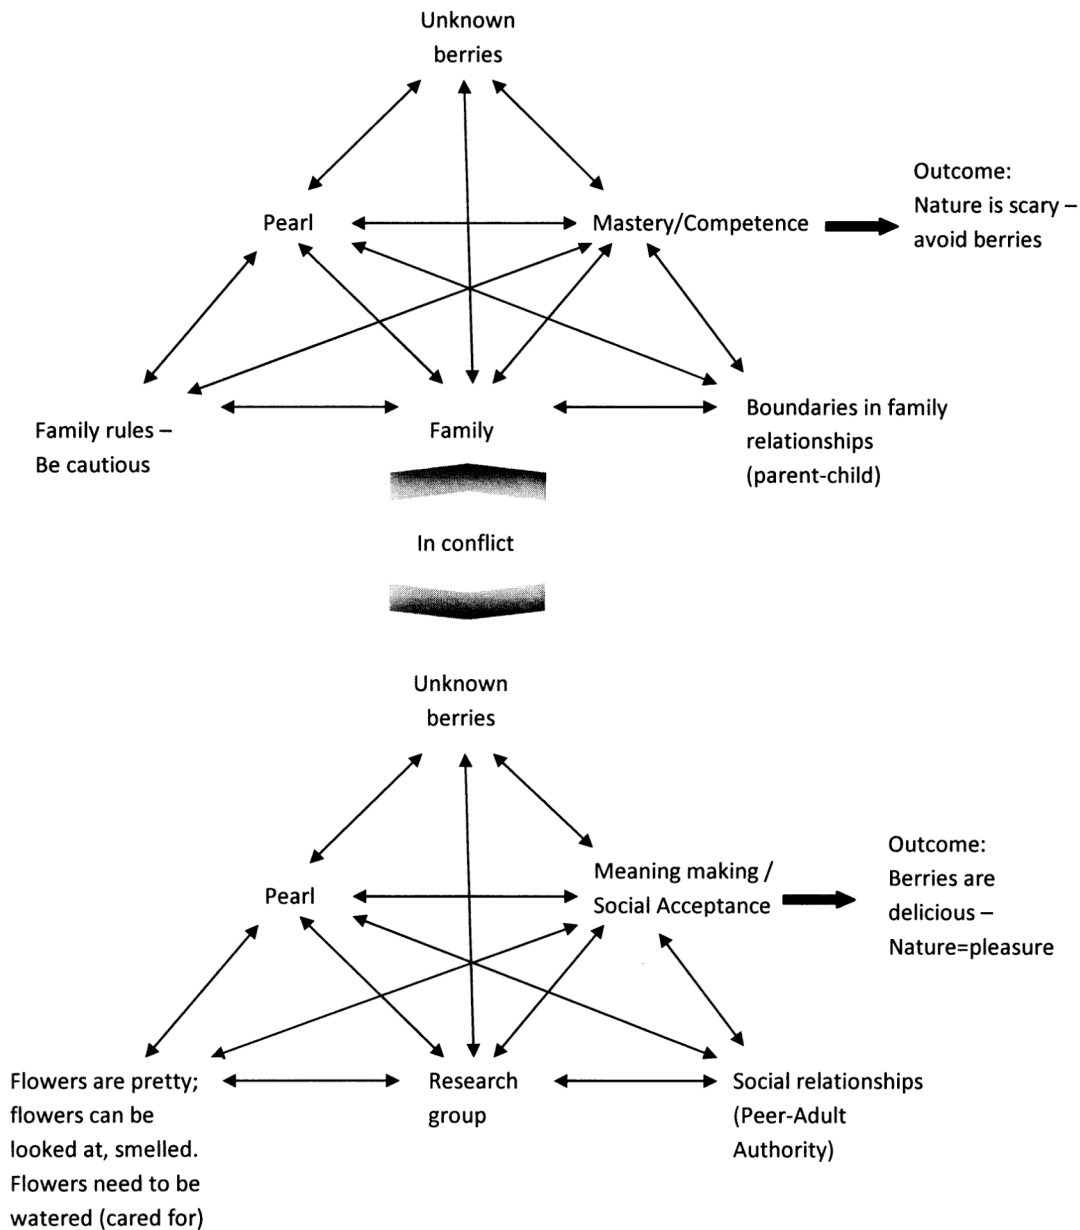 Unknown
berries
Outcome:
Nature is scary –
avoid berries
Pearl
Mastery/Competence
Family rules –
Be cautious
Family
Boundaries in family
relationships
(parent-child)
In conflict
Unknown
berries
Outcome:
Berries are
delicious –
Nature=pleasure
Pearl
Meaning making /
Social Acceptance
Flowers are pretty;
flowers can be
looked at, smelled.
Flowers need to be
watered (cared for)
Research
group
Social relationships
(Peer-Adult
Authority)